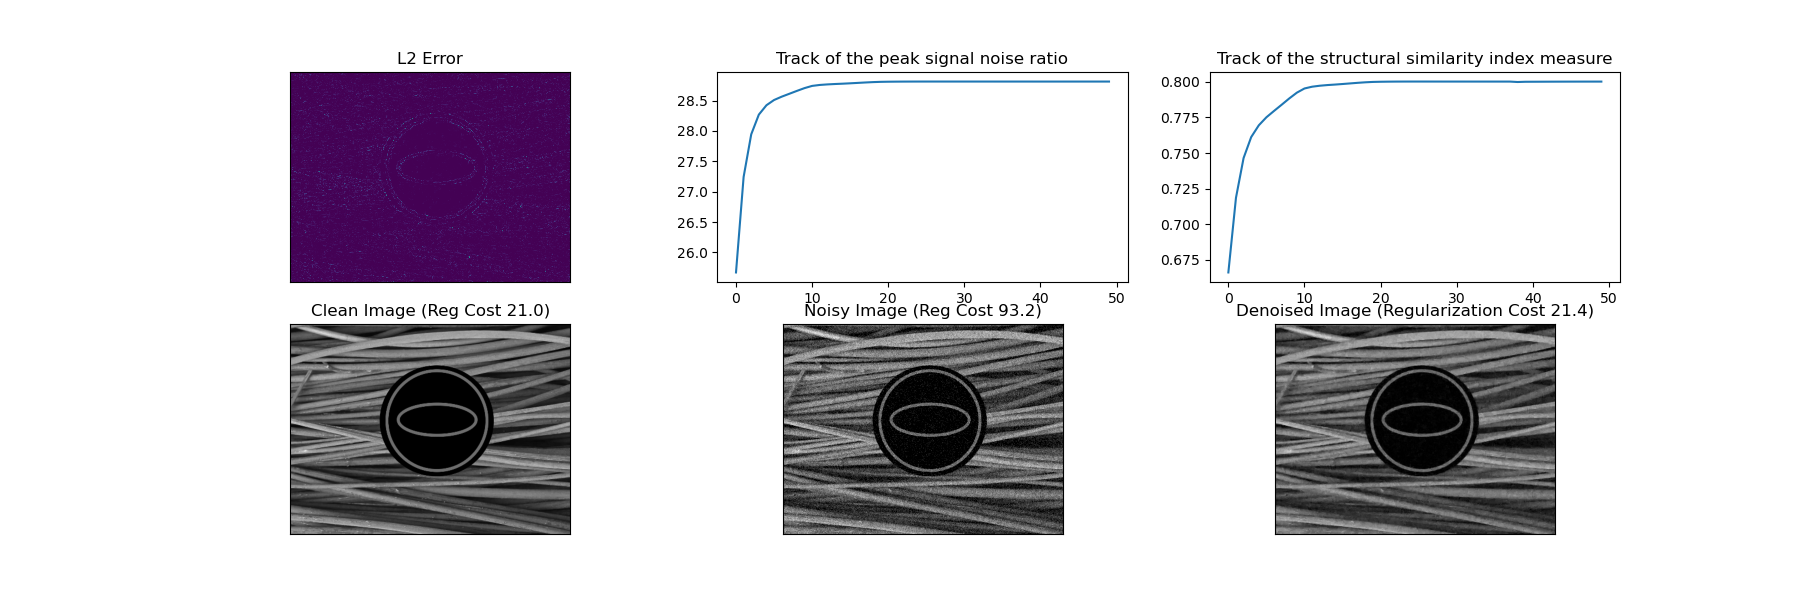 L2 Error
Track of the peak signal noise ratio
28.5
28.0
27.5
27.0
26.5
26.0
0 10 20 30 40 50
Track of the structural similarity index measure
0.800
0.775
0.750
0.725
0.700
0.675
0 10 20 30 40 50
Clean Image (Reg Cost 21.0)
Noisy Image (Reg Cost 93.2)
Denoised Image (Regularization Cost 21.4)